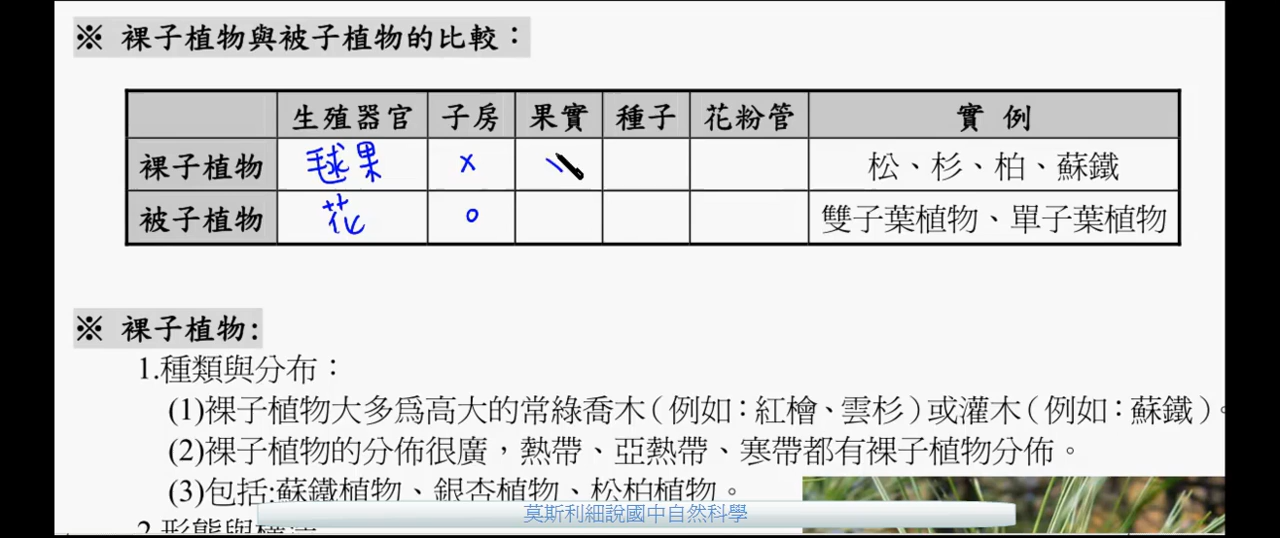 ※ 裸子植物與被子植物的比較：
生殖器官 子房 果實 種子 花粉管 實例
裸子植物 毬果 × 松、杉、柏、蘇鐵
被子植物 花 ○ 雙子葉植物、單子葉植物
※ 裸子植物:
1.種類與分布：
(1)裸子植物大多為高大的常綠喬木（例如：紅檜、雲杉）或灌木（例如：蘇鐵）。
(2)裸子植物的分佈很廣，熱帶、亞熱帶、寒帶都有裸子植物分佈。
(3)包括:蘇鐵植物、銀杏植物、松柏植物。
莫斯利細說國中自然科學
2.形態與構造